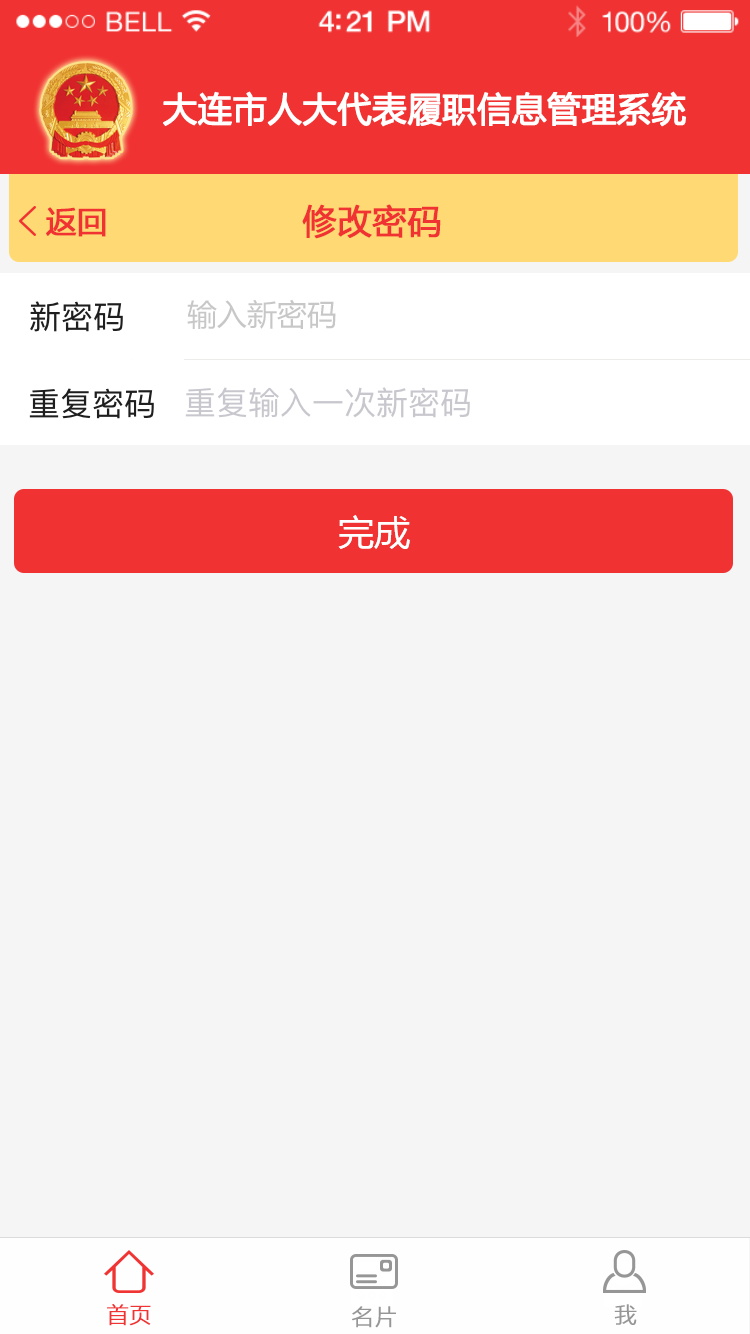 BELL 4:21 PM 100%
大连市人大代表履职信息管理系统
返回 修改密码
新密码 输入新密码
重复密码 重复输入一次新密码
完成
首页 名片 我